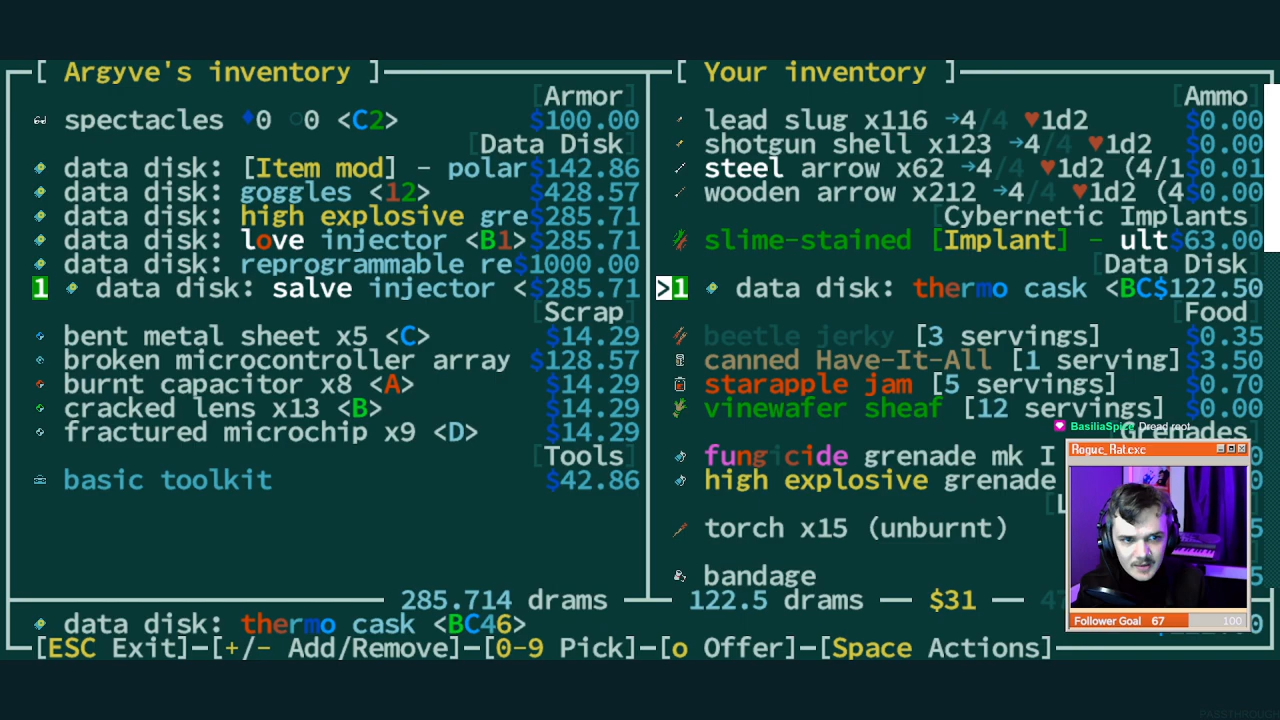 [ Argyve's inventory ]
[Armor]
spectacles ♦0 ○0 <C2> $100.00
[Data Disk]
data disk: [Item mod] - polar $142.86
data disk: goggles <12> $428.57
data disk: high explosive gre $285.71
data disk: love injector <B1> $285.71
data disk: reprogrammable re $1000.00
1 data disk: salve injector < $285.71
[Scrap]
bent metal sheet x5 <C> $14.29
broken microcontroller array $128.57
burnt capacitor x8 <A> $14.29
cracked lens x13 <B> $14.29
fractured microchip x9 <D> $14.29
[Tools]
basic toolkit $42.86
285.714 drams
[ Your inventory ]
[Ammo]
lead slug x116 →4/4 ♥1d2 $0.00
shotgun shell x123 →4/4 ♥1d2 $0.00
steel arrow x62 →4/4 ♥1d2 (4/1 $0.01
wooden arrow x212 →4/4 ♥1d2 (4 $0.00
[Cybernetic Implants]
slime-stained [Implant] - ult $63.00
[Data Disk]
>1 data disk: thermo cask <BC $122.50
[Food]
beetle jerky [3 servings] $0.35
canned Have-It-All [1 serving] $3.50
starapple jam [5 servings] $0.70
vinewafer sheaf [12 servings] $0.00
BasiliaSpice Dread root
Grenades
fungicide grenade mk I
high explosive grenade
torch x15 (unburnt)
bandage
122.5 drams — $31 —
Rogue_Rat.exe
Follower Goal 67 100
data disk: thermo cask <BC46>
[ESC Exit]-[+/- Add/Remove]-[0-9 Pick]-[o Offer]-[Space Actions]